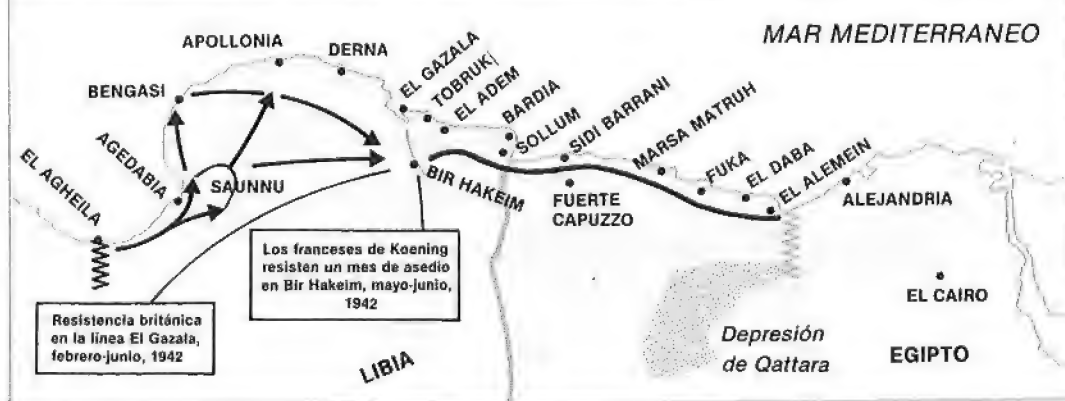 MAR MEDITERRANEO
APOLLONIA
DERNA
BENGASI
EL GAZALA
TOBRUK
EL ADEM
BARDIA
SOLLUM
SIDI BARRANI
MARSA MATRUH
FUKA
EL DABA
EL ALEMEIN
ALEJANDRIA
AGEDABIA
EL AGHEILA
SAUNNU
BIR HAKEIM
FUERTE
CAPUZZO
Los franceses de Koening
resisten un mes de asedio
en Bir Hakeim, mayo-junio,
1942
Resistencia británica
en la línea El Gazala,
febrero-junio, 1942
LIBIA
Depresión
de Qattara
EL CAIRO
EGIPTO